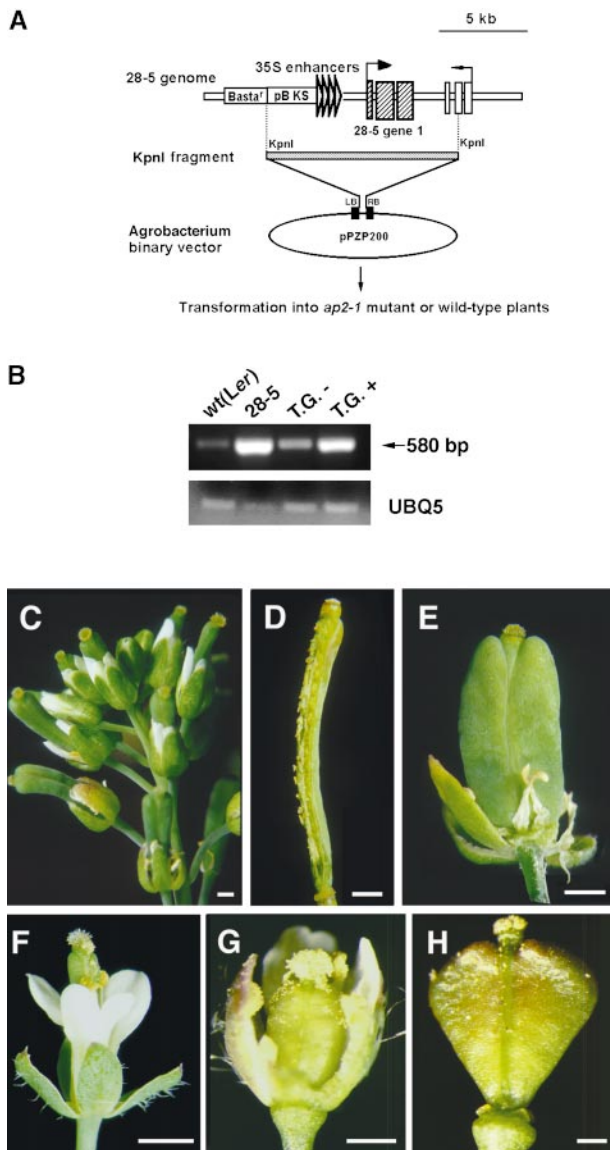 A
5 kb
35S enhancers
28-5 genome
Bastaʳ pB KS
28-5 gene 1
KpnI KpnI
KpnI fragment
LB RB
Agrobacterium
binary vector
pPZP200
Transformation into ap2-1 mutant or wild-type plants
B
wt(Ler) 28-5 T.G. - T.G. +
580 bp
UBQ5
C D E
F G H